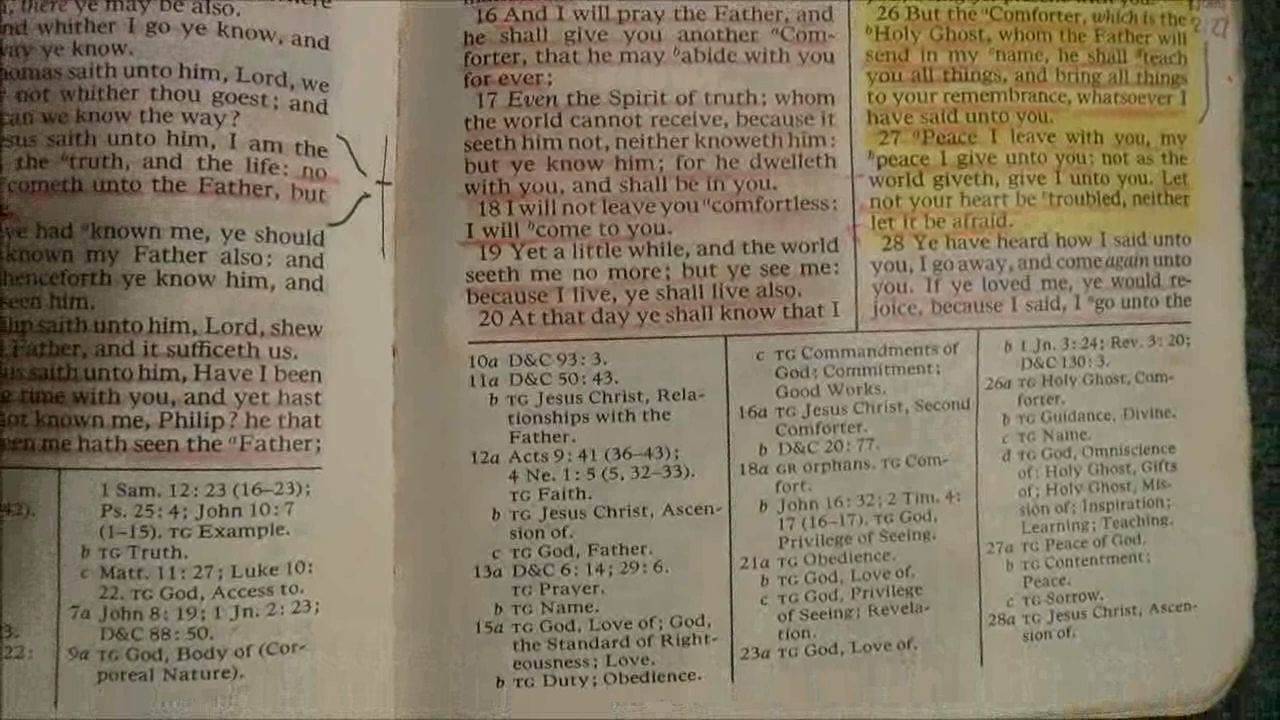 there ye may be also.
nd whither I go ye know, and
way ye know.
homas saith unto him, Lord, we
not whither thou goest; and
can we know the way?
sus saith unto him, I am the
the ᵃtruth, and the life: no
cometh unto the Father, but
ye had ᵃknown me, ye should
known my Father also: and
henceforth ye know him, and
seen him.
lip saith unto him, Lord, shew
Father, and it sufficeth us.
us saith unto him, Have I been
time with you, and yet hast
not known me, Philip? he that
een me hath seen the ᵃFather;
42).
3.
22:
1 Sam. 12: 23 (16–23);
Ps. 25: 4; John 10: 7
(1–15). TG Example.
b TG Truth.
c Matt. 11: 27; Luke 10:
22. TG God, Access to.
7a John 8: 19; 1 Jn. 2: 23;
D&C 88: 50.
9a TG God, Body of (Cor-
poreal Nature).
16 And I will pray the Father, and
he shall give you another ᵃCom-
forter, that he may ᵇabide with you
for ever;
17 Even the Spirit of truth; whom
the world cannot receive, because it
seeth him not, neither knoweth him:
but ye know him; for he dwelleth
with you, and shall be in you.
18 I will not leave you ᵃcomfortless:
I will ᵇcome to you.
19 Yet a little while, and the world
seeth me no more; but ye see me:
because I live, ye shall live also.
20 At that day ye shall know that I
26 But the ᵃComforter, which is the
ᵇHoly Ghost, whom the Father will
send in my ᶜname, he shall ᵈteach
you all things, and bring all things
to your remembrance, whatsoever I
have said unto you.
27 ᵃPeace I leave with you, my
ᵇpeace I give unto you: not as the
world giveth, give I unto you. Let
not your heart be ᶜtroubled, neither
let it be afraid.
28 Ye have heard how I said unto
you, I go away, and come again unto
you. If ye loved me, ye would re-
joice, because I said, I ᵃgo unto the
10a D&C 93: 3.
11a D&C 50: 43.
b TG Jesus Christ, Rela-
tionships with the
Father.
12a Acts 9: 41 (36–43);
4 Ne. 1: 5 (5, 32–33).
TG Faith.
b TG Jesus Christ, Ascen-
sion of.
c TG God, Father.
13a D&C 6: 14; 29: 6.
TG Prayer.
b TG Name.
15a TG God, Love of; God,
the Standard of Right-
eousness; Love.
b TG Duty; Obedience.
c TG Commandments of
God; Commitment;
Good Works.
16a TG Jesus Christ, Second
Comforter.
b D&C 20: 77.
18a GR orphans. TG Com-
fort.
b John 16: 32; 2 Tim. 4:
17 (16–17). TG God,
Privilege of Seeing.
21a TG Obedience.
b TG God, Love of.
c TG God, Privilege
of Seeing; Revela-
tion.
23a TG God, Love of.
b 1 Jn. 3: 24; Rev. 3: 20;
D&C 130: 3.
26a TG Holy Ghost, Com-
forter.
b TG Guidance, Divine.
c TG Name.
d TG God, Omniscience
of; Holy Ghost, Gifts
of; Holy Ghost, Mis-
sion of; Inspiration;
Learning; Teaching.
27a TG Peace of God.
b TG Contentment;
Peace.
c TG Sorrow.
28a TG Jesus Christ, Ascen-
sion of.